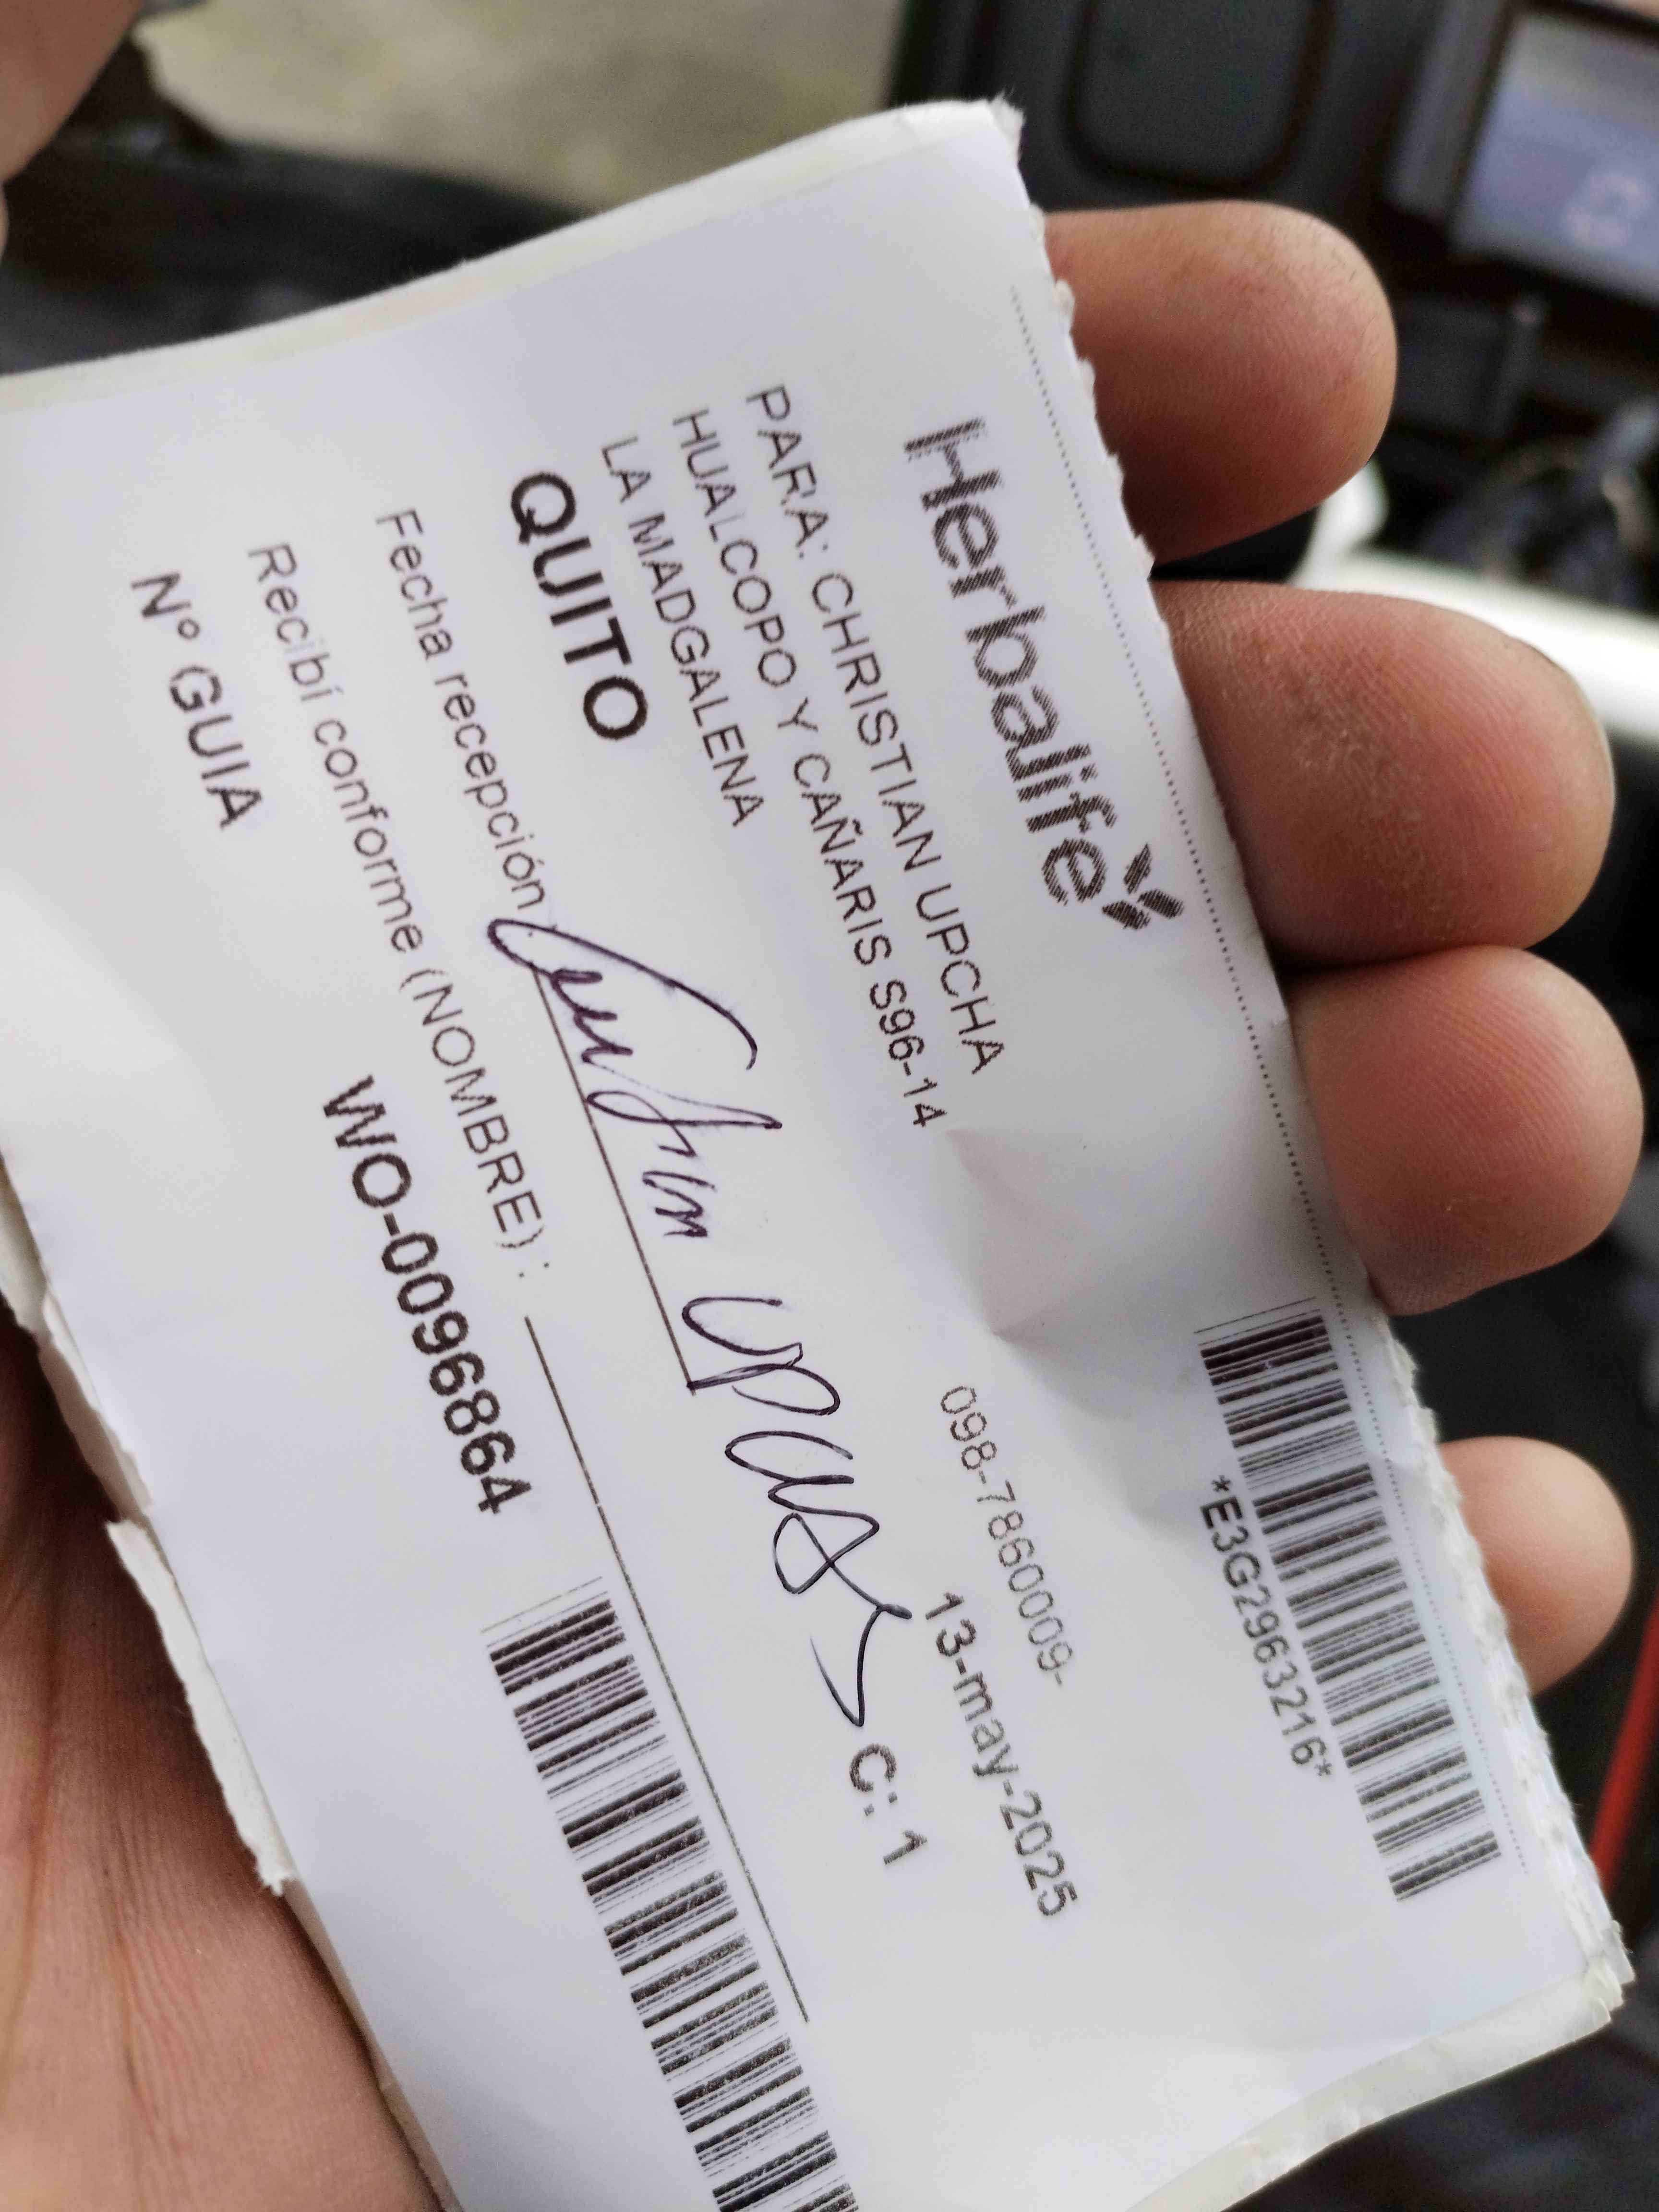 Herbalife
*E3G2963216*
PARA: CHRISTIAN UPCHA
098-7860009-
HUALCOPO Y CAÑARIS S96-14
13-may-2025
LA MADGALENA
QUITO
C: 1
Fecha recepción
Recibí conforme (NOMBRE) :
Nº GUIA
WO-0096864